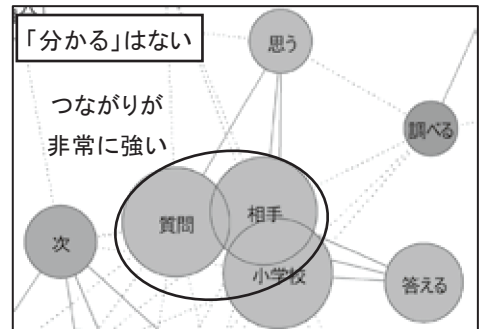 「分かる」はない
思う
つながりが
非常に強い
調べる
質問
相手
次
小学校
答える